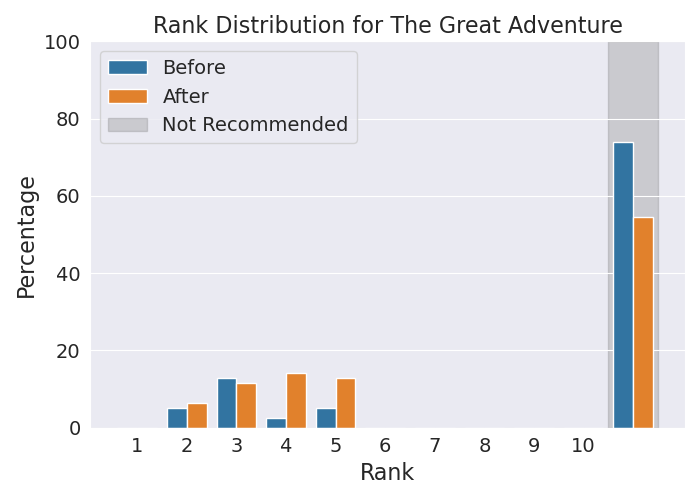 Rank Distribution for The Great Adventure
100
80
60
40
20
0
Percentage
Before
After
Not Recommended
1 2 3 4 5 6 7 8 9 10
Rank